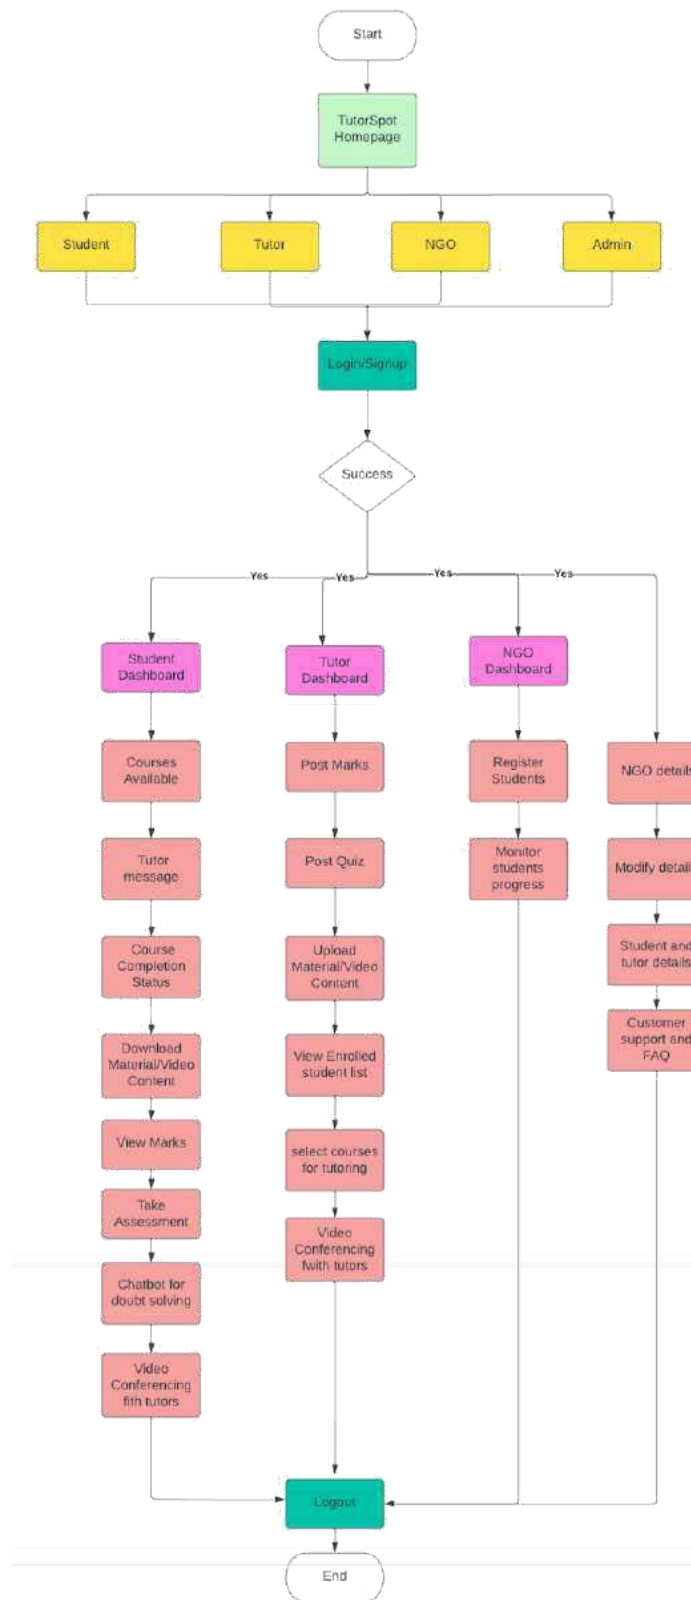 Start
TutorSpot
Homepage
Student
Tutor
NGO
Admin
Login/Signup
Success
Yes
Yes
Yes
Yes
Student
Dashboard
Courses
Available
Tutor
message
Course
Completion
Status
Download
Material/Video
Content
View Marks
Take
Assessment
Chatbot for
doubt solving
Video
Conferencing
fith tutors
Tutor
Dashboard
Post Marks
Post Quiz
Upload
Material/Video
Content
View Enrolled
student list
select courses
for tutoring
Video
Conferencing
fwith tutors
NGO
Dashboard
Register
Students
Monitor
students
progress
NGO details
Modify detail
Student and
tutor details
Customer
support and
FAQ
Logout
End